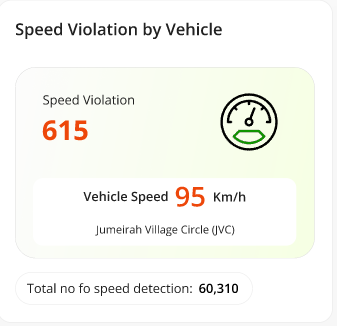 Speed Violation by Vehicle
Speed Violation
615
Vehicle Speed 95 Km/h
Jumeirah Village Circle (JVC)
Total no fo speed detection: 60,310